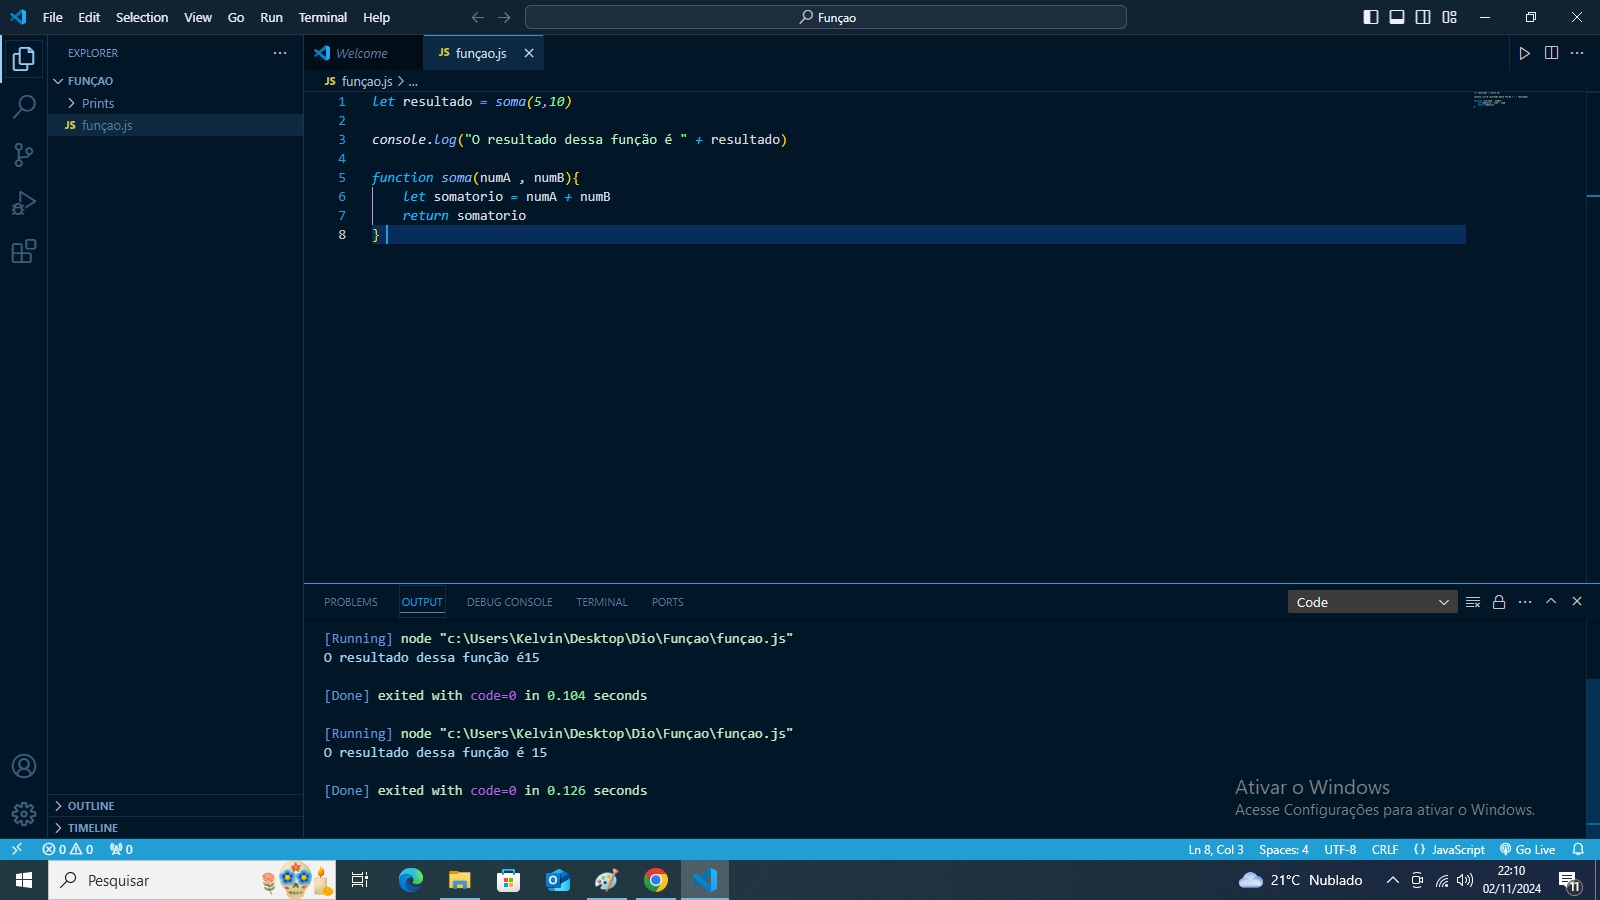 File Edit Selection View Go Run Terminal Help
Funçao
EXPLORER
FUNÇAO
Prints
JS funçao.js
OUTLINE
TIMELINE
Welcome
JS funçao.js
JS funçao.js > ...
1 let resultado = soma(5,10)
2
3 console.log("O resultado dessa função é " + resultado)
4
5 function soma(numA , numB){
6 let somatorio = numA + numB
7 return somatorio
8 }
PROBLEMS OUTPUT DEBUG CONSOLE TERMINAL PORTS
Code
[Running] node "c:\Users\Kelvin\Desktop\Dio\Funçao\funçao.js"
O resultado dessa função é15
[Done] exited with code=0 in 0.104 seconds
[Running] node "c:\Users\Kelvin\Desktop\Dio\Funçao\funçao.js"
O resultado dessa função é 15
[Done] exited with code=0 in 0.126 seconds
Ativar o Windows
Acesse Configurações para ativar o Windows.
0 0 0 Ln 8, Col 3 Spaces: 4 UTF-8 CRLF {} JavaScript Go Live
Pesquisar
21°C Nublado
22:10
02/11/2024
11